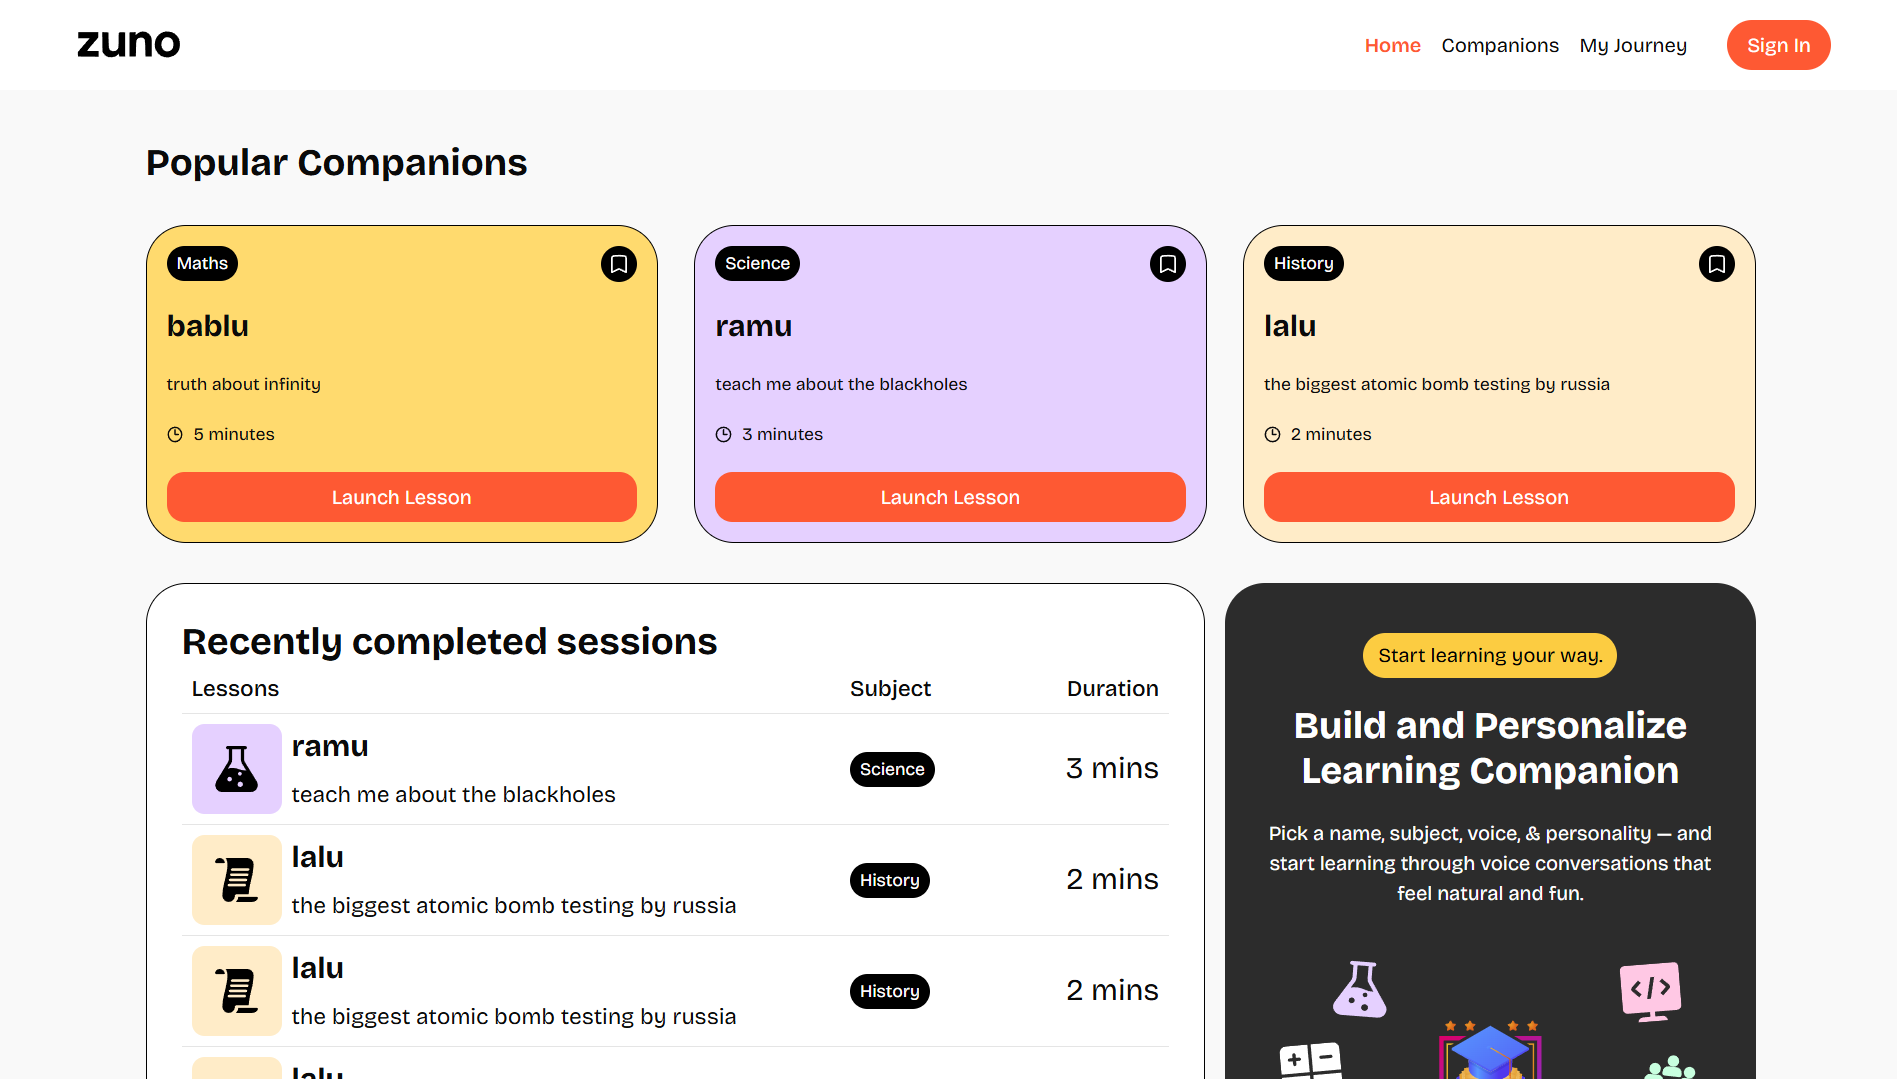 zuno
Home Companions My Journey Sign In
Popular Companions
Maths
bablu
truth about infinity
5 minutes
Launch Lesson
Science
ramu
teach me about the blackholes
3 minutes
Launch Lesson
History
lalu
the biggest atomic bomb testing by russia
2 minutes
Launch Lesson
Recently completed sessions
Lessons Subject Duration
ramu
teach me about the blackholes
Science
3 mins
lalu
the biggest atomic bomb testing by russia
History
2 mins
lalu
the biggest atomic bomb testing by russia
History
2 mins
lalu
Start learning your way.
Build and Personalize
Learning Companion
Pick a name, subject, voice, & personality — and
start learning through voice conversations that
feel natural and fun.